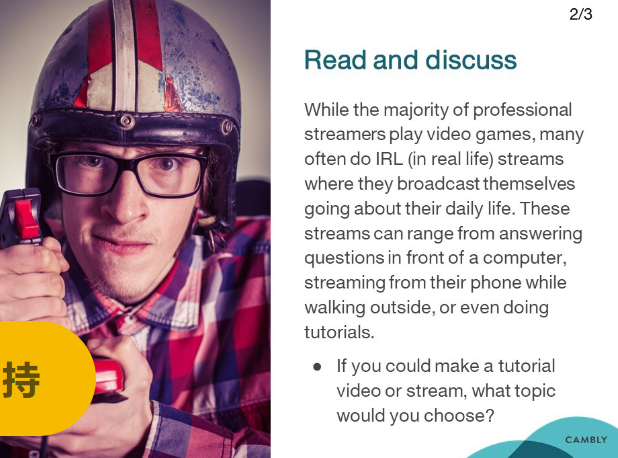 2/3
Read and discuss
While the majority of professional
streamers play video games, many
often do IRL (in real life) streams
where they broadcast themselves
going about their daily life. These
streams can range from answering
questions in front of a computer,
streaming from their phone while
walking outside, or even doing
tutorials.
● If you could make a tutorial
video or stream, what topic
would you choose?
持
CAMBLY